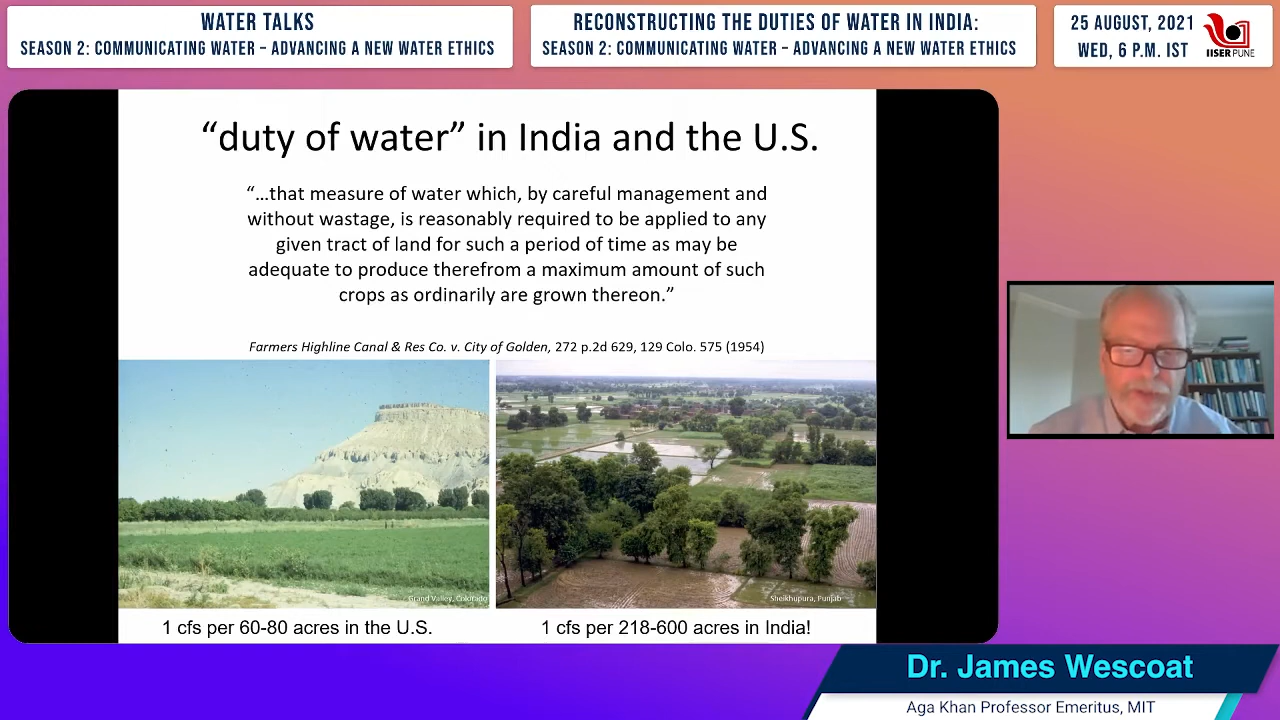 WATER TALKS
SEASON 2: COMMUNICATING WATER – ADVANCING A NEW WATER ETHICS
RECONSTRUCTING THE DUTIES OF WATER IN INDIA:
SEASON 2: COMMUNICATING WATER – ADVANCING A NEW WATER ETHICS
25 AUGUST, 2021
WED, 6 P.M. IST
IISER PUNE
“duty of water” in India and the U.S.
“…that measure of water which, by careful management and
without wastage, is reasonably required to be applied to any
given tract of land for such a period of time as may be
adequate to produce therefrom a maximum amount of such
crops as ordinarily are grown thereon.”
Farmers Highline Canal & Res Co. v. City of Golden, 272 p.2d 629, 129 Colo. 575 (1954)
Grand Valley, Colorado
Sheikhupura, Punjab
1 cfs per 60-80 acres in the U.S.
1 cfs per 218-600 acres in India!
Dr. James Wescoat
Aga Khan Professor Emeritus, MIT